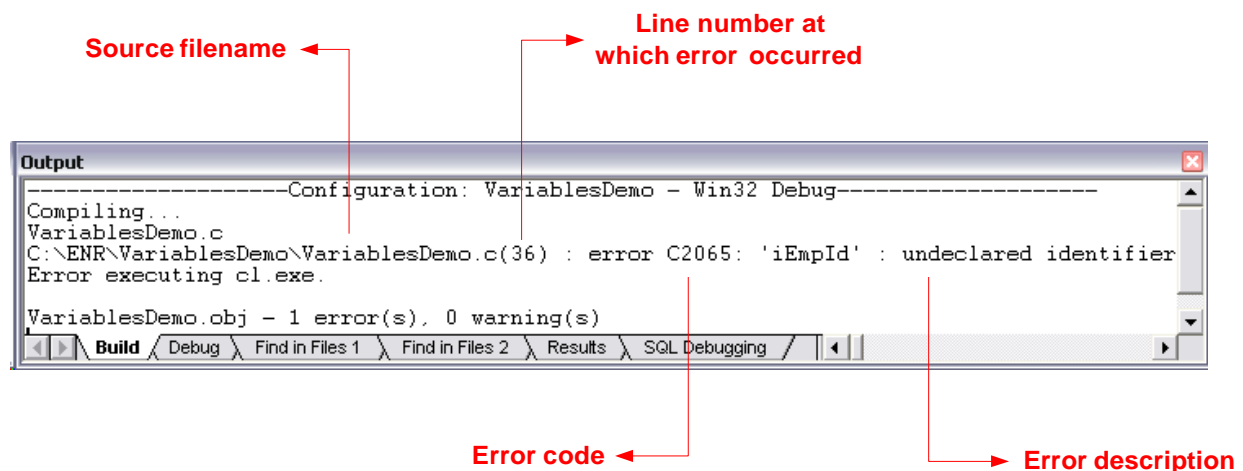 Line number at
which error occurred
Source filename
Output
--------------------Configuration: VariablesDemo - Win32 Debug--------------------
Compiling...
VariablesDemo.c
C:\ENR\VariablesDemo\VariablesDemo.c(36) : error C2065: 'iEmpId' : undeclared identifier
Error executing cl.exe.
VariablesDemo.obj - 1 error(s), 0 warning(s)
Build Debug Find in Files 1 Find in Files 2 Results SQL Debugging
Error code
Error description